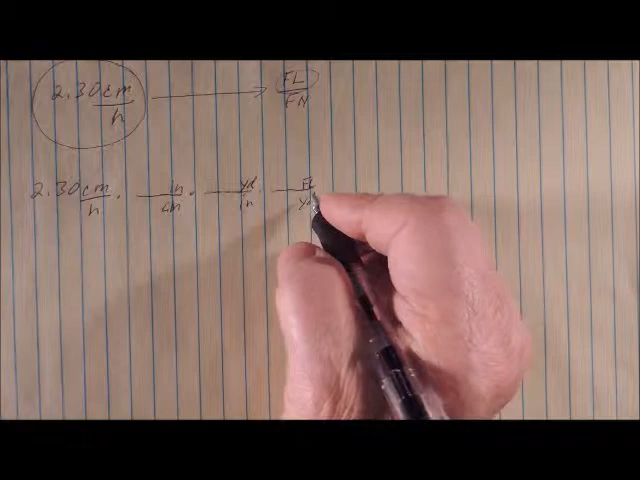 2.30 cm/h → FL/FN
2.30 cm/h · in/cm · yd/in FL/yd